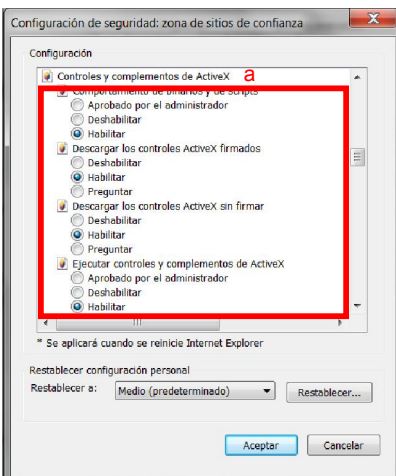 Configuración de seguridad: zona de sitios de confianza
Configuración
Controles y complementos de ActiveX a
Comportamiento de binarios y de scripts
Aprobado por el administrador
Deshabilitar
Habilitar
Descargar los controles ActiveX firmados
Deshabilitar
Habilitar
Preguntar
Descargar los controles ActiveX sin firmar
Deshabilitar
Habilitar
Preguntar
Ejecutar controles y complementos de ActiveX
Aprobado por el administrador
Deshabilitar
Habilitar
* Se aplicará cuando se reinicie Internet Explorer
Restablecer configuración personal
Restablecer a: Medio (predeterminado) Restablecer...
Aceptar Cancelar